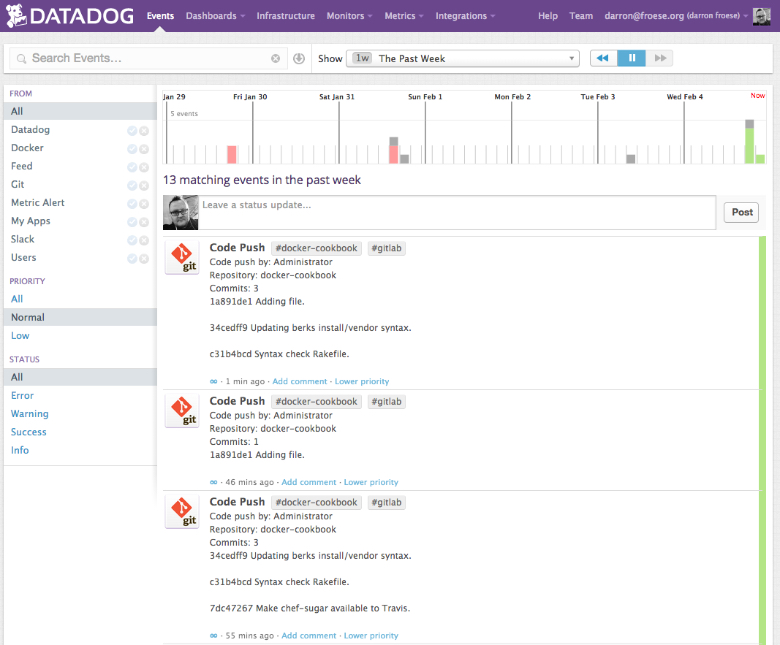 DATADOG Events Dashboards Infrastructure Monitors Metrics Integrations Help Team darron@froese.org (darron froese)
Search Events... Show 1w The Past Week
FROM
All
Datadog
Docker
Feed
Git
Metric Alert
My Apps
Slack
Users
PRIORITY
All
Normal
Low
STATUS
All
Error
Warning
Success
Info
Jan 29 Fri Jan 30 Sat Jan 31 Sun Feb 1 Mon Feb 2 Tue Feb 3 Wed Feb 4 Now
5 events
13 matching events in the past week
Leave a status update... Post
git
Code Push #docker-cookbook #gitlab
Code push by: Administrator
Repository: docker-cookbook
Commits: 3
1a891de1 Adding file.
34cedff9 Updating berks install/vendor syntax.
c31b4bcd Syntax check Rakefile.
∞ · 1 min ago · Add comment · Lower priority
git
Code Push #docker-cookbook #gitlab
Code push by: Administrator
Repository: docker-cookbook
Commits: 1
1a891de1 Adding file.
∞ · 46 mins ago · Add comment · Lower priority
git
Code Push #docker-cookbook #gitlab
Code push by: Administrator
Repository: docker-cookbook
Commits: 3
34cedff9 Updating berks install/vendor syntax.
c31b4bcd Syntax check Rakefile.
7dc47267 Make chef-sugar available to Travis.
∞ · 55 mins ago · Add comment · Lower priority